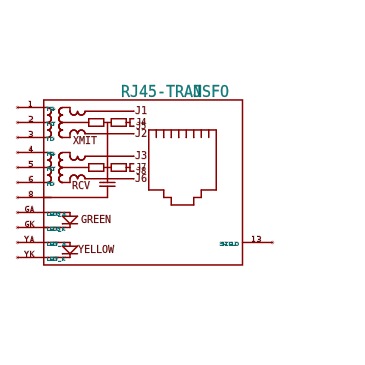 RJ45-TRANSFO
1
J1
2
J4
J5
3
J2
XMIT
4
J3
5
J7
J8
6
J6
RCV
8
GA
GREEN
GK
YA
SHIELD
13
YELLOW
YK